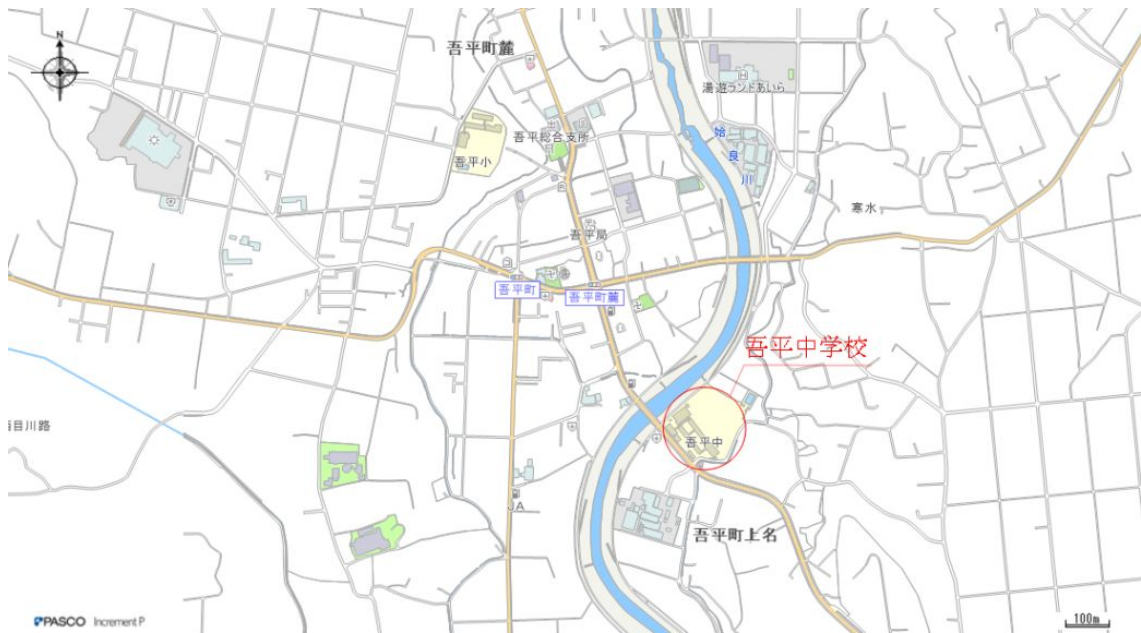 N
吾平町麓
湯遊ランドあいら
吾平総合支所
吾平小
姶良川
寒水
吾平局
吾平町
吾平町麓
吾平中学校
吾平中
目川路
JA
吾平町上名
PASCO Increment P
100m